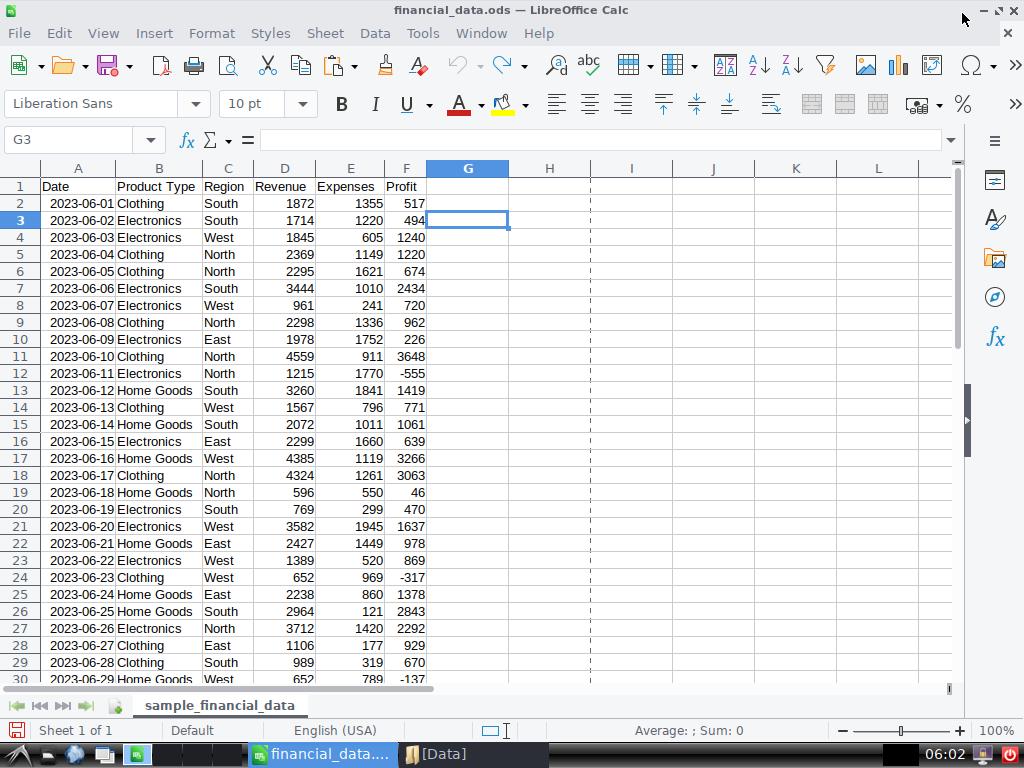 financial_data.ods — LibreOffice Calc
File Edit View Insert Format Styles Sheet Data Tools Window Help
Liberation Sans 10 pt B I U A %
G3 fx Σ =
A B C D E F G H I J K L
1 Date Product Type Region Revenue Expenses Profit
2 2023-06-01 Clothing South 1872 1355 517
3 2023-06-02 Electronics South 1714 1220 494
4 2023-06-03 Electronics West 1845 605 1240
5 2023-06-04 Clothing North 2369 1149 1220
6 2023-06-05 Clothing North 2295 1621 674
7 2023-06-06 Electronics South 3444 1010 2434
8 2023-06-07 Electronics West 961 241 720
9 2023-06-08 Clothing North 2298 1336 962
10 2023-06-09 Electronics East 1978 1752 226
11 2023-06-10 Clothing North 4559 911 3648
12 2023-06-11 Electronics North 1215 1770 -555
13 2023-06-12 Home Goods South 3260 1841 1419
14 2023-06-13 Clothing West 1567 796 771
15 2023-06-14 Home Goods South 2072 1011 1061
16 2023-06-15 Electronics East 2299 1660 639
17 2023-06-16 Home Goods West 4385 1119 3266
18 2023-06-17 Clothing North 4324 1261 3063
19 2023-06-18 Home Goods North 596 550 46
20 2023-06-19 Electronics South 769 299 470
21 2023-06-20 Electronics West 3582 1945 1637
22 2023-06-21 Home Goods East 2427 1449 978
23 2023-06-22 Electronics West 1389 520 869
24 2023-06-23 Clothing West 652 969 -317
25 2023-06-24 Home Goods East 2238 860 1378
26 2023-06-25 Home Goods South 2964 121 2843
27 2023-06-26 Electronics North 3712 1420 2292
28 2023-06-27 Clothing East 1106 177 929
29 2023-06-28 Clothing South 989 319 670
30 2023-06-29 Home Goods West 652 789 -137
sample_financial_data
Sheet 1 of 1 Default English (USA) Average: ; Sum: 0 100%
financial_data.... [Data] 06:02